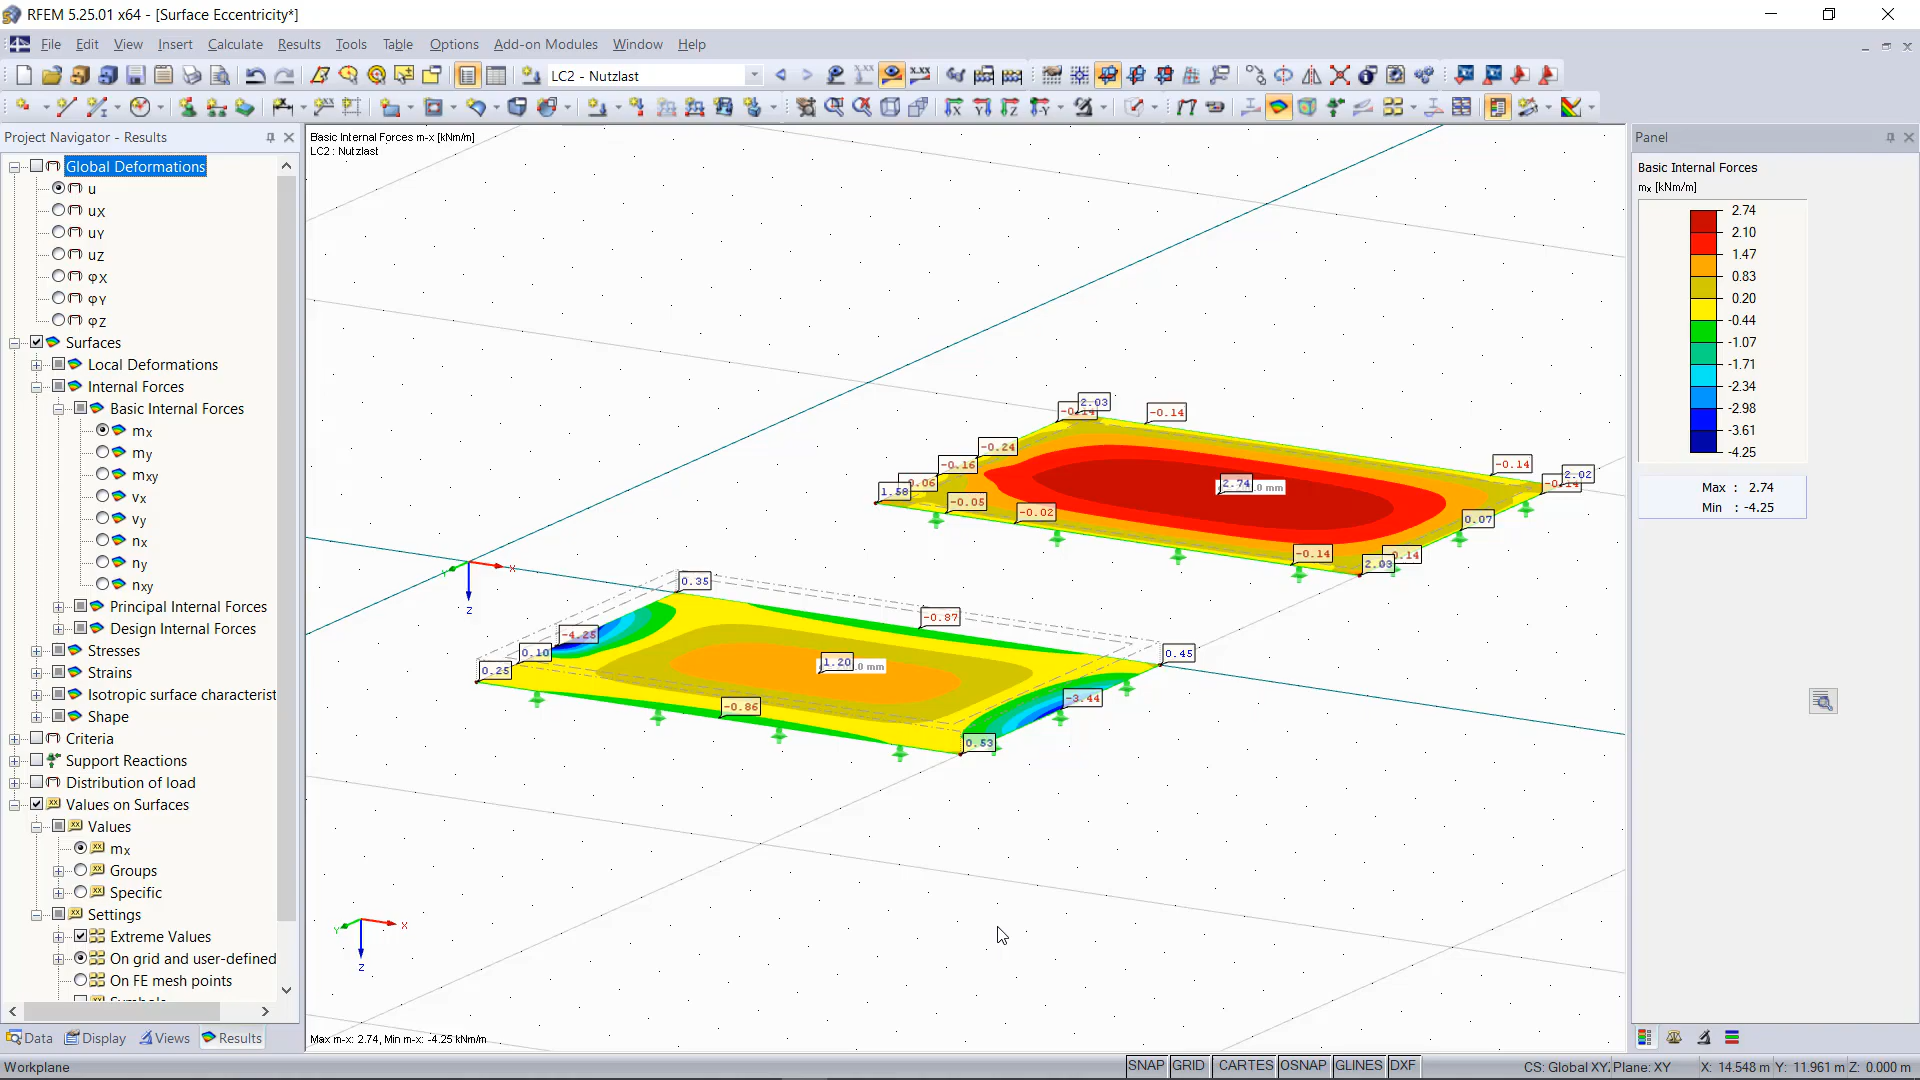 RFEM 5.25.01 x64 - [Surface Eccentricity*]
File Edit View Insert Calculate Results Tools Table Options Add-on Modules Window Help
LC2 - Nutzlast
Project Navigator - Results
Global Deformations
u
uX
uY
uZ
φX
φY
φZ
Surfaces
Local Deformations
Internal Forces
Basic Internal Forces
mx
my
mxy
vx
vy
nx
ny
nxy
Principal Internal Forces
Design Internal Forces
Stresses
Strains
Isotropic surface characterist
Shape
Criteria
Support Reactions
Distribution of load
Values on Surfaces
Values
mx
Groups
Specific
Settings
Extreme Values
On grid and user-defined
On FE mesh points
Data Display Views Results
Basic Internal Forces m-x [kNm/m]
LC2 : Nutzlast
2.03
-0.14
-0.14
-0.24
-0.16
0.06
1.58
-0.05
-0.02
2.74
.0 mm
-0.14
2.02
0.07
-0.14
0.14
2.03
X
Y
Z
0.35
-0.87
-4.25
0.10
0.25
1.20
.0 mm
0.45
-3.44
-0.86
0.53
X
Y
Z
Max m-x: 2.74, Min m-x: -4.25 kNm/m
Panel
Basic Internal Forces
mx [kNm/m]
2.74
2.10
1.47
0.83
0.20
-0.44
-1.07
-1.71
-2.34
-2.98
-3.61
-4.25
Max : 2.74
Min : -4.25
Workplane
SNAP GRID CARTES OSNAP GLINES DXF
CS: Global XY. Plane: XY X: 14.548 m Y: 11.961 m Z: 0.000 m